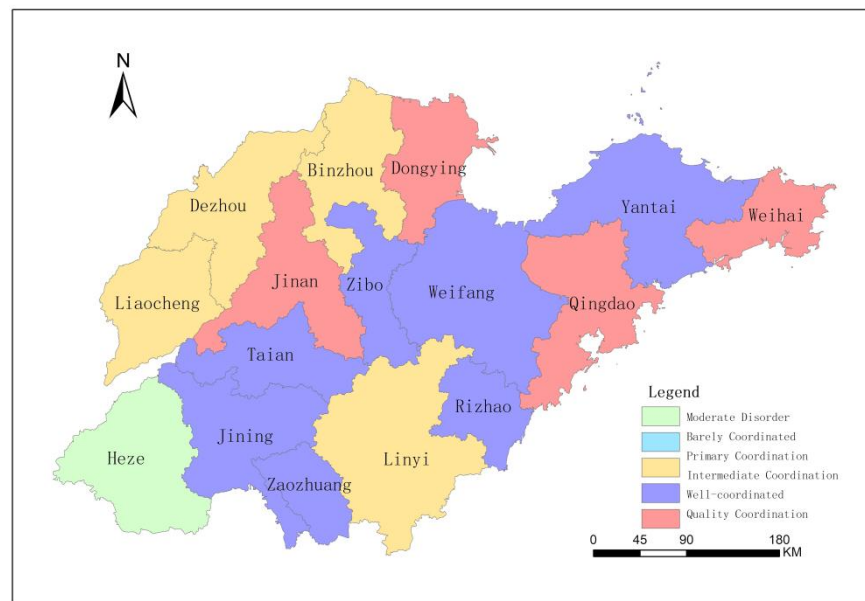 N
Binzhou
Dongying
Dezhou
Yantai
Weihai
Jinan
Zibo
Weifang
Liaocheng
Qingdao
Taian
Rizhao
Jining
Heze
Linyi
Zaozhuang
Legend
Moderate Disorder
Barely Coordinated
Primary Coordination
Intermediate Coordination
Well-coordinated
Quality Coordination
0 45 90 180
KM